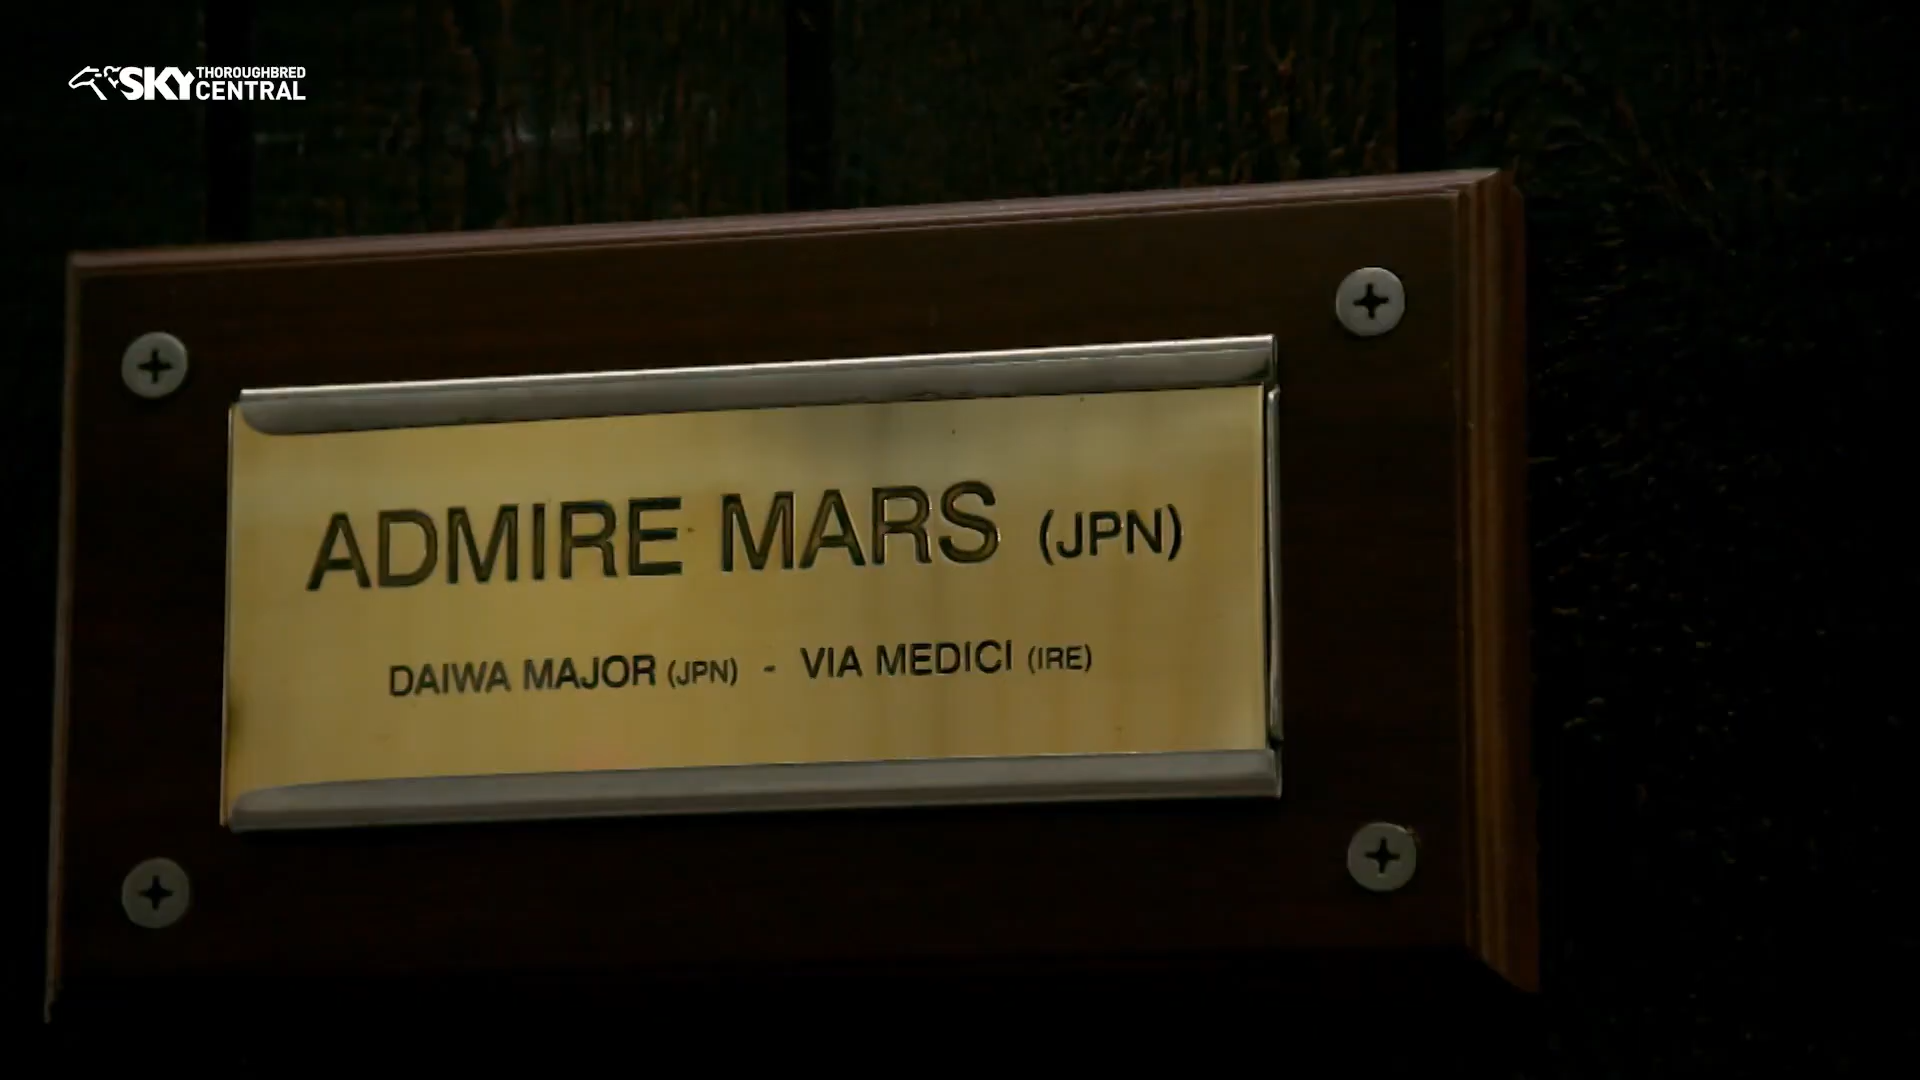 SKY THOROUGHBRED CENTRAL
ADMIRE MARS (JPN)
DAIWA MAJOR (JPN) - VIA MEDICI (IRE)